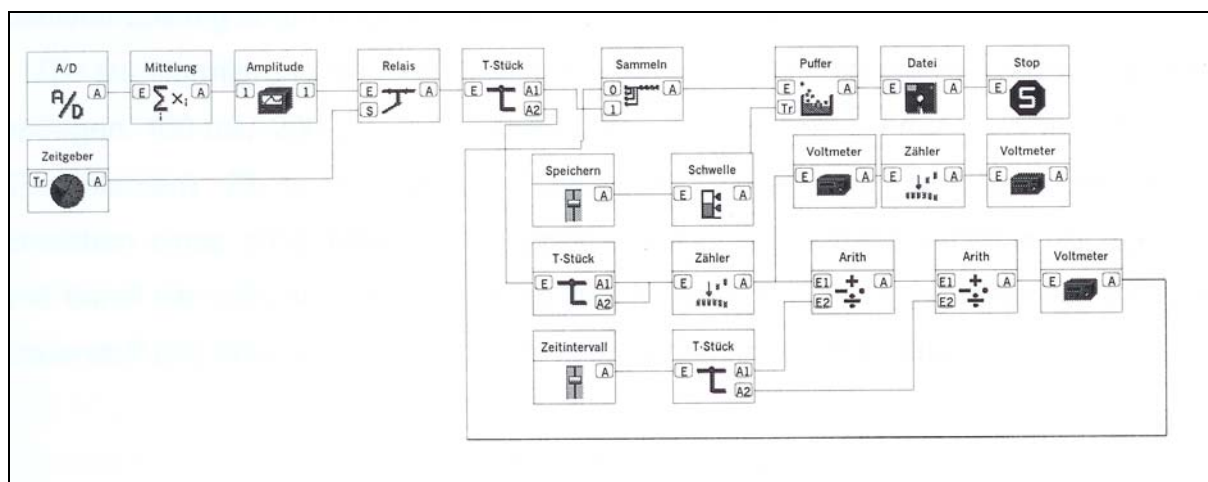 A/D
A/D A
Mittelung
E Σ xᵢ A
i
Amplitude
1 1
Relais
E A
S
T-Stück
E A1
A2
Sammeln
0 A
1
Puffer
E A
Tr
Datei
E A
Stop
E S
Zeitgeber
Tr A
Speichern
A
Schwelle
E A
Voltmeter
E A
Zähler
E A
Voltmeter
E A
T-Stück
E A1
A2
Zähler
E A
Arith
E1 A
E2
Arith
E1 A
E2
Voltmeter
E A
Zeitintervall
A
T-Stück
E A1
A2